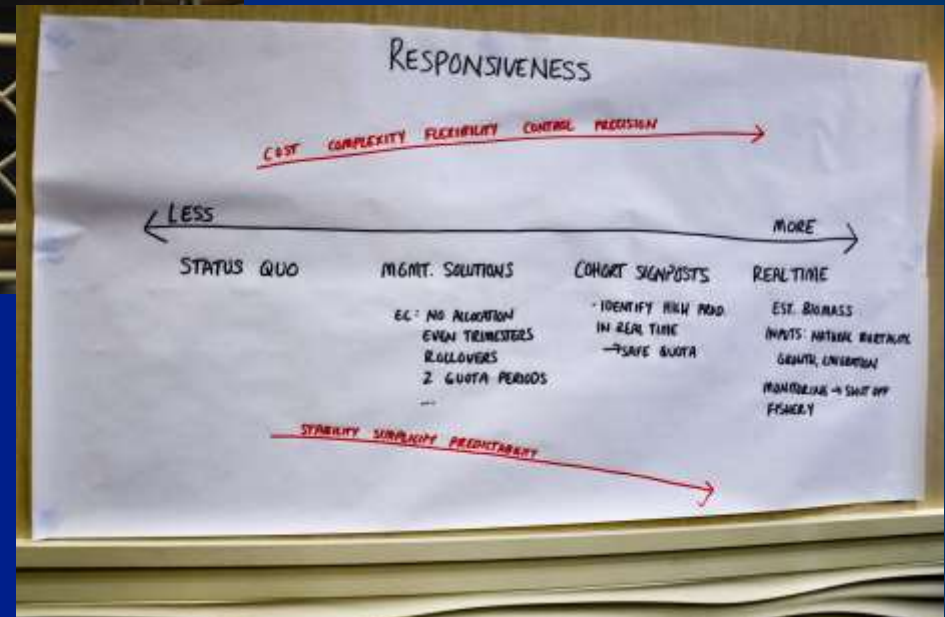 RESPONSIVENESS
COST COMPLEXITY FLEXIBILITY CONTROL PRECISION
LESS
MORE
STATUS QUO
MGMT. SOLUTIONS
EG: NO ALLOCATION
EVEN TRIMESTERS
ROLLOVERS
2 QUOTA PERIODS
...
COHORT SIGNPOSTS
- IDENTIFY HIGH PROD.
IN REAL TIME
→ SAFE QUOTA
REAL TIME
EST. BIOMASS
INPUTS: NATURAL MORTALITY
GROWTH,
MONITORING → SHUT OFF
FISHERY
STABILITY SIMPLICITY PREDICTABILITY